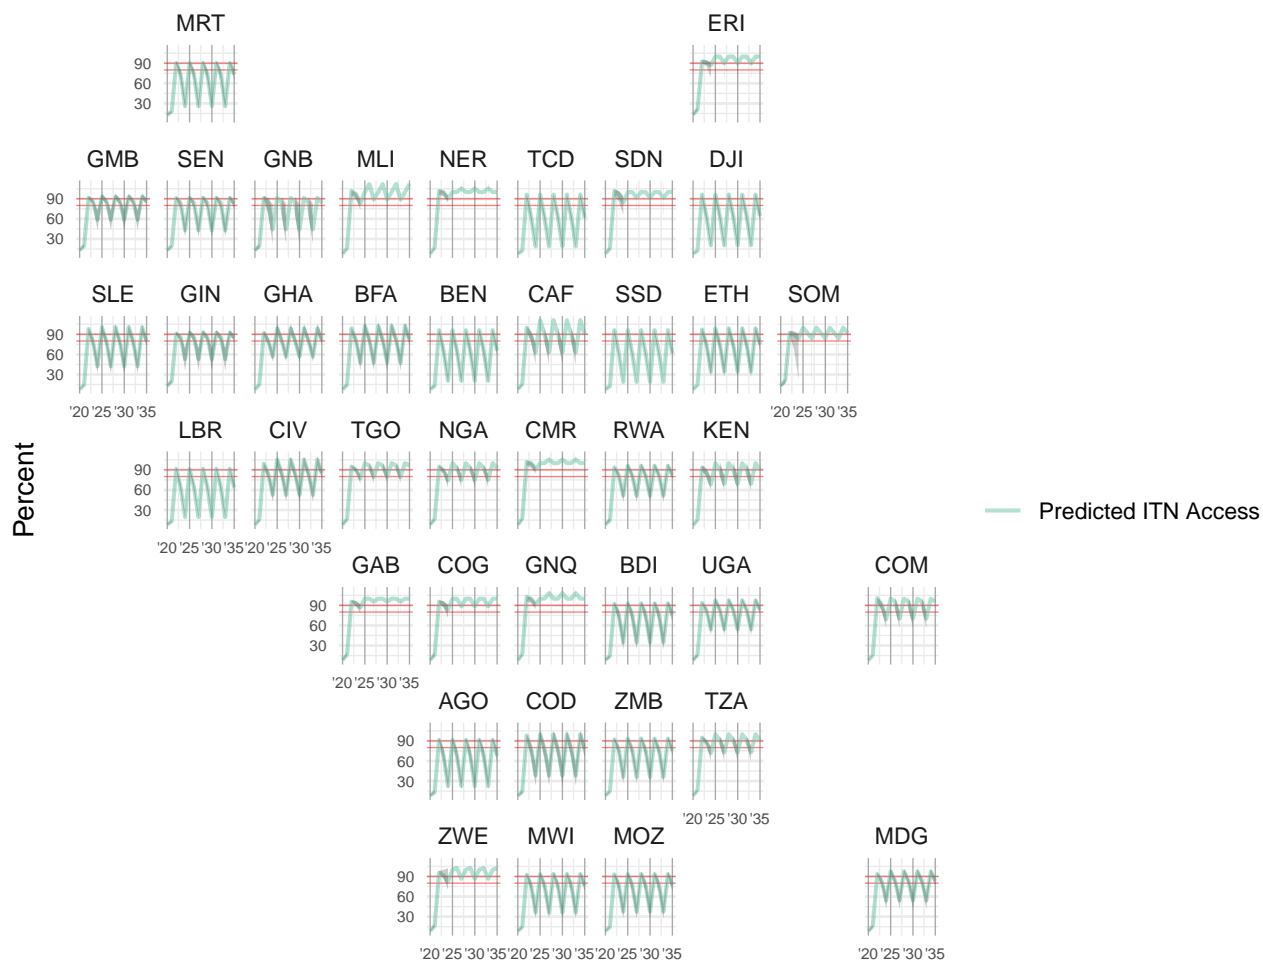 MRT ERI
90
60
30
GMB SEN GNB MLI NER TCD SDN DJI
90
60
30
SLE GIN GHA BFA BEN CAF SSD ETH SOM
90
60
30
'20 '25 '30 '35 '20 '25 '30 '35
LBR CIV TGO NGA CMR RWA KEN
90
60
30
'20 '25 '30 '35 '20 '25 '30 '35
Percent
Predicted ITN Access
GAB COG GNQ BDI UGA COM
90
60
30
'20 '25 '30 '35
AGO COD ZMB TZA
90
60
30
'20 '25 '30 '35
ZWE MWI MOZ MDG
90
60
30
'20 '25 '30 '35 '20 '25 '30 '35 '20 '25 '30 '35 '20 '25 '30 '35